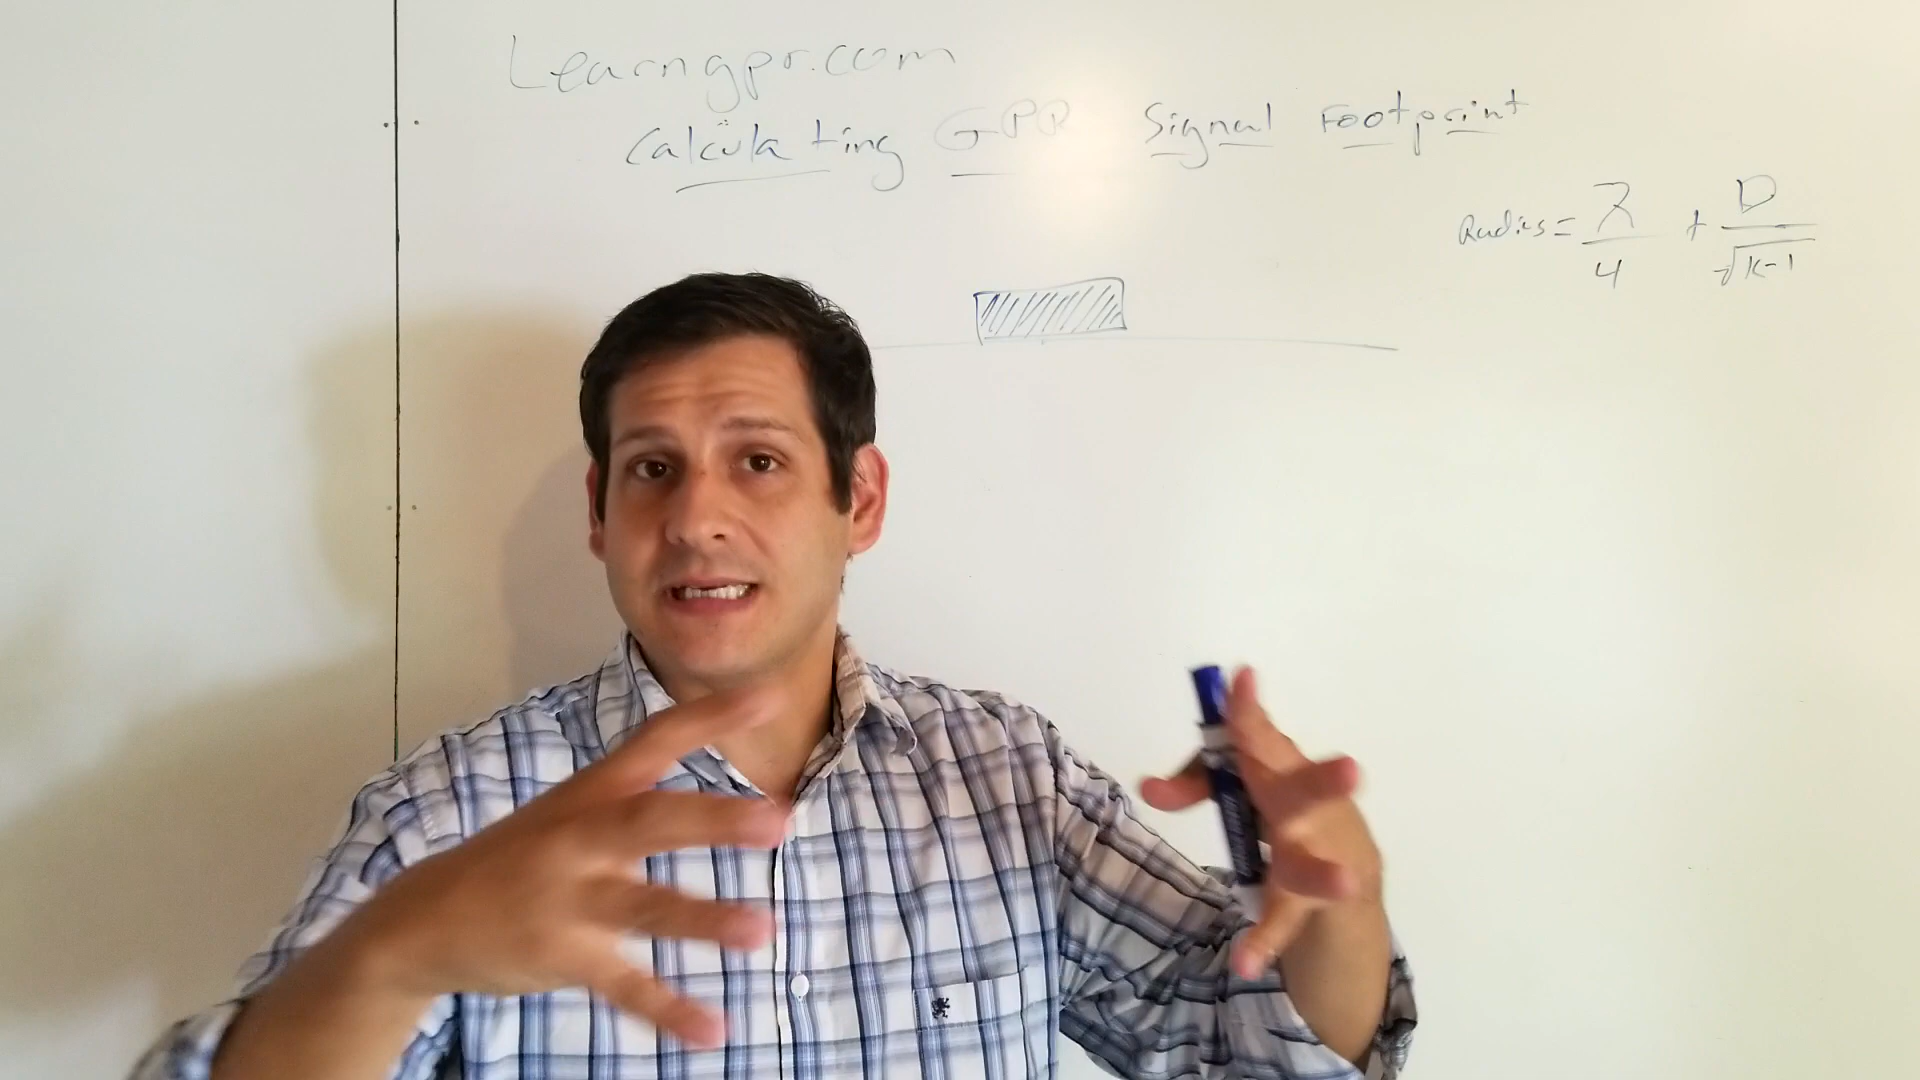 Learngpr.com
Calculating GPR Signal Footprint
Radius = λ/4 + D/√K-1